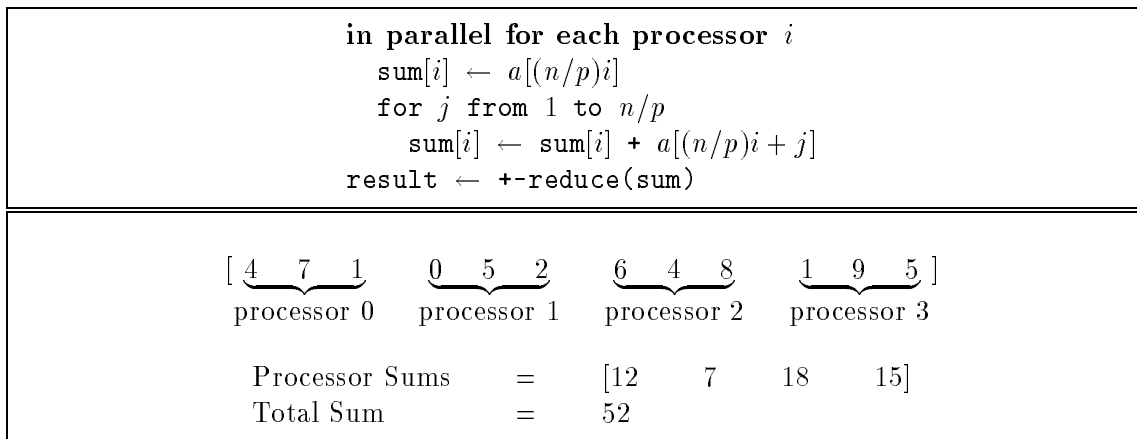 in parallel for each processor i
sum[i] ← a[(n/p)i]
for j from 1 to n/p
sum[i] ← sum[i] + a[(n/p)i + j]
result ← +-reduce(sum)
[ 4 7 1 0 5 2 6 4 8 1 9 5 ]
processor 0 processor 1 processor 2 processor 3
Processor Sums = [12 7 18 15]
Total Sum = 52